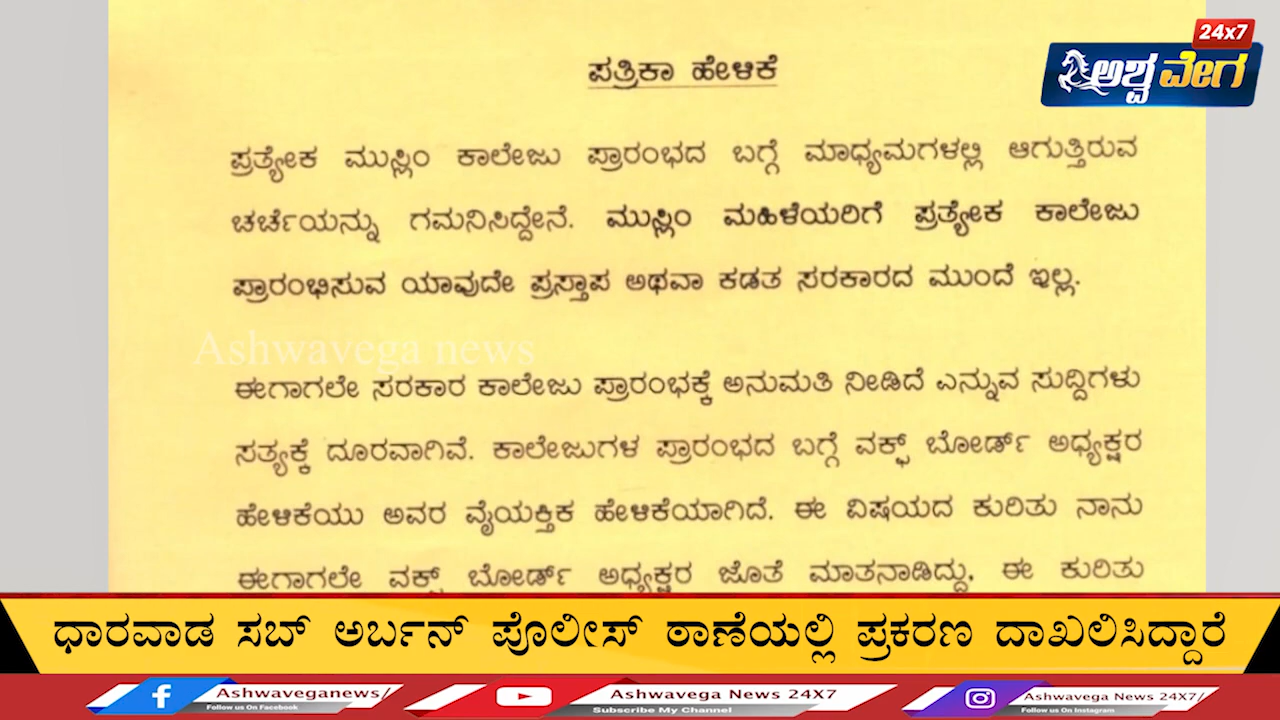 24x7
ಅಶ್ವವೇಗ
ಪತ್ರಿಕಾ ಹೇಳಿಕೆ
ಪ್ರತ್ಯೇಕ ಮುಸ್ಲಿಂ ಕಾಲೇಜು ಪ್ರಾರಂಭದ ಬಗ್ಗೆ ಮಾಧ್ಯಮಗಳಲ್ಲಿ ಆಗುತ್ತಿರುವ
ಚರ್ಚೆಯನ್ನು ಗಮನಿಸಿದ್ದೇನೆ. ಮುಸ್ಲಿಂ ಮಹಿಳೆಯರಿಗೆ ಪ್ರತ್ಯೇಕ ಕಾಲೇಜು
ಪ್ರಾರಂಭಿಸುವ ಯಾವುದೇ ಪ್ರಸ್ತಾಪ ಅಥವಾ ಕಡತ ಸರಕಾರದ ಮುಂದೆ ಇಲ್ಲ.
Ashwavega news
ಈಗಾಗಲೇ ಸರಕಾರ ಕಾಲೇಜು ಪ್ರಾರಂಭಕ್ಕೆ ಅನುಮತಿ ನೀಡಿದೆ ಎನ್ನುವ ಸುದ್ದಿಗಳು
ಸತ್ಯಕ್ಕೆ ದೂರವಾಗಿವೆ. ಕಾಲೇಜುಗಳ ಪ್ರಾರಂಭದ ಬಗ್ಗೆ ವಕ್ಫ್ ಬೋರ್ಡ್ ಅಧ್ಯಕ್ಷರ
ಹೇಳಿಕೆಯು ಅವರ ವೈಯಕ್ತಿಕ ಹೇಳಿಕೆಯಾಗಿದೆ. ಈ ವಿಷಯದ ಕುರಿತು ನಾನು
ಈಗಾಗಲೇ ವಕ್ಫ್ ಬೋರ್ಡ್ ಅಧ್ಯಕ್ಷರ ಜೊತೆ ಮಾತನಾಡಿದ್ದು, ಈ ಕುರಿತು
ಧಾರವಾಡ ಸಬ್ ಅರ್ಬನ್ ಪೊಲೀಸ್ ಠಾಣೆಯಲ್ಲಿ ಪ್ರಕರಣ ದಾಖಲಿಸಿದ್ದಾರೆ
Ashwaveganews/
Follow us On Facebook
Ashwavega News 24X7
Subscribe My Channel
Ashwavega News 24X7/
Follow us On Instagram